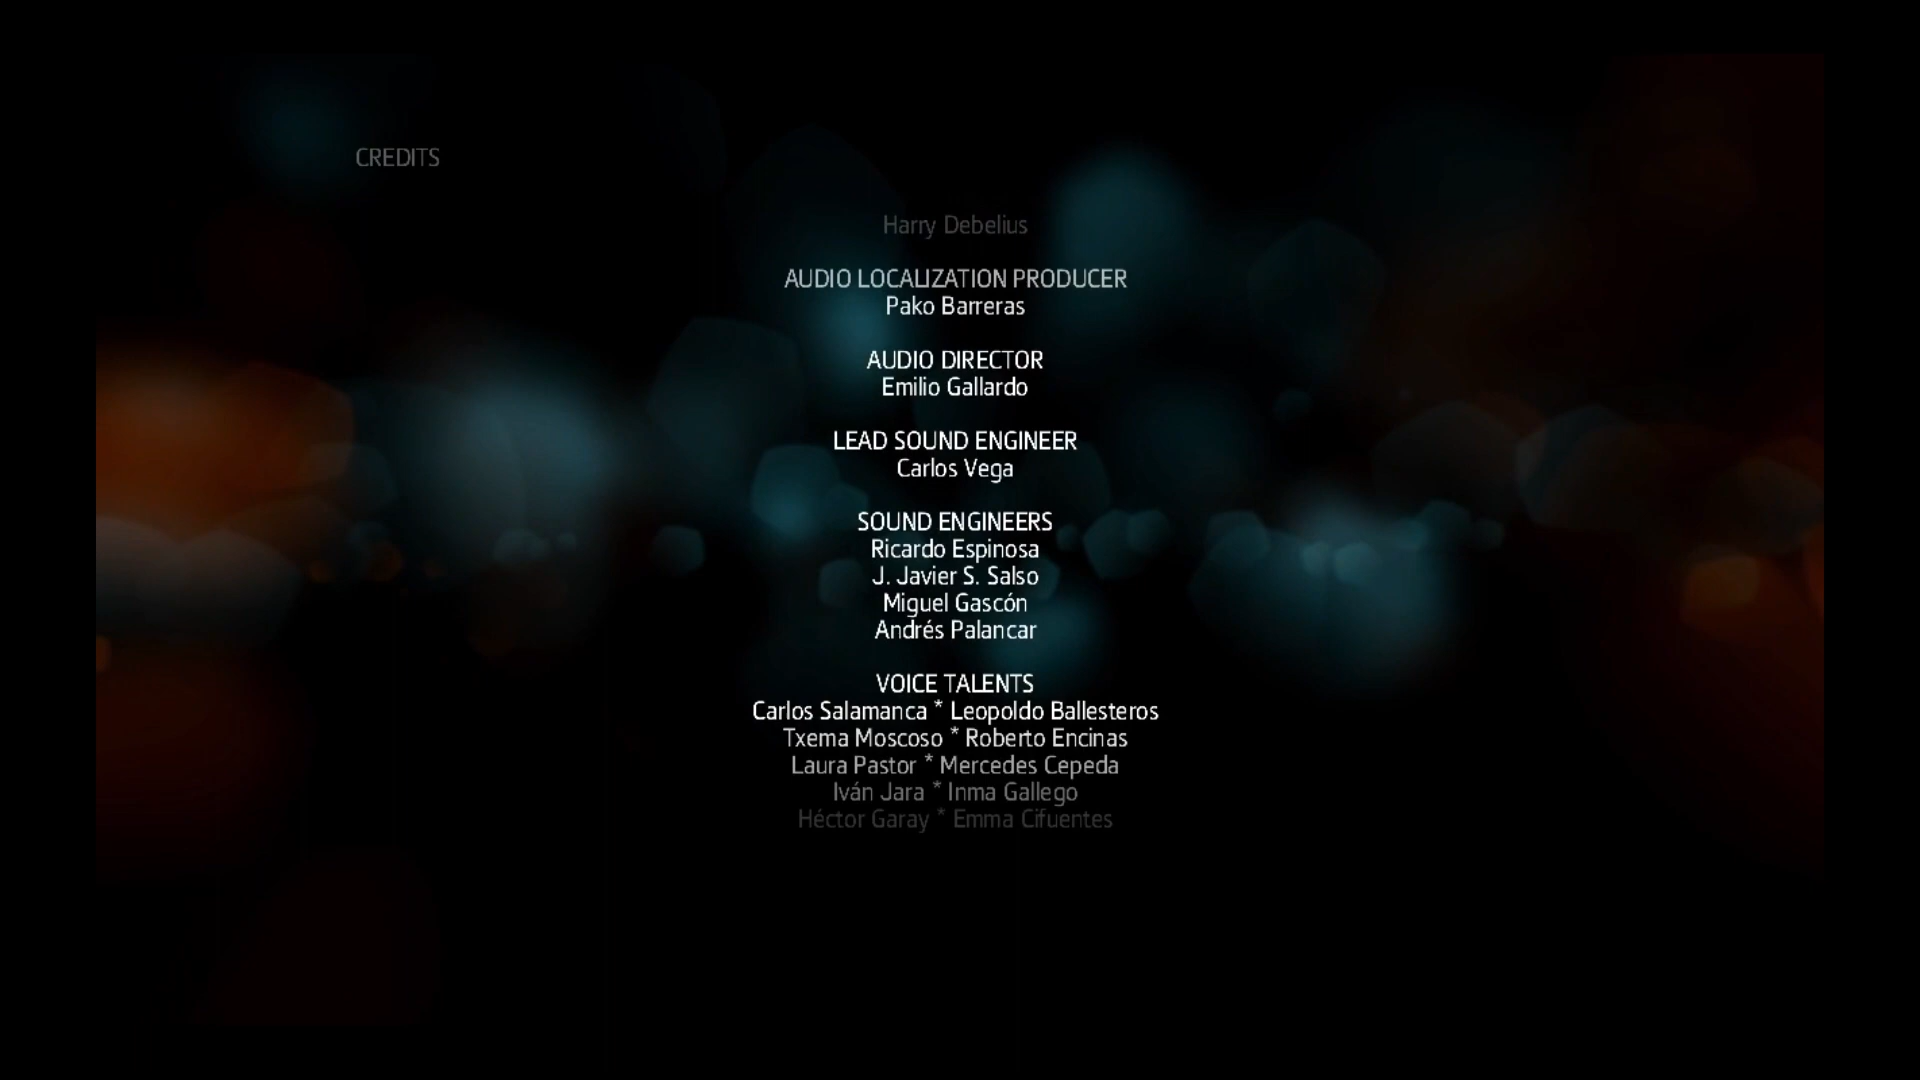 CREDITS
Harry Debelius
AUDIO LOCALIZATION PRODUCER
Pako Barreras
AUDIO DIRECTOR
Emilio Gallardo
LEAD SOUND ENGINEER
Carlos Vega
SOUND ENGINEERS
Ricardo Espinosa
J. Javier S. Salso
Miguel Gascón
Andrés Palancar
VOICE TALENTS
Carlos Salamanca * Leopoldo Ballesteros
Txema Moscoso * Roberto Encinas
Laura Pastor * Mercedes Cepeda
Iván Jara * Inma Gallego
Héctor Garay * Emma Cifuentes